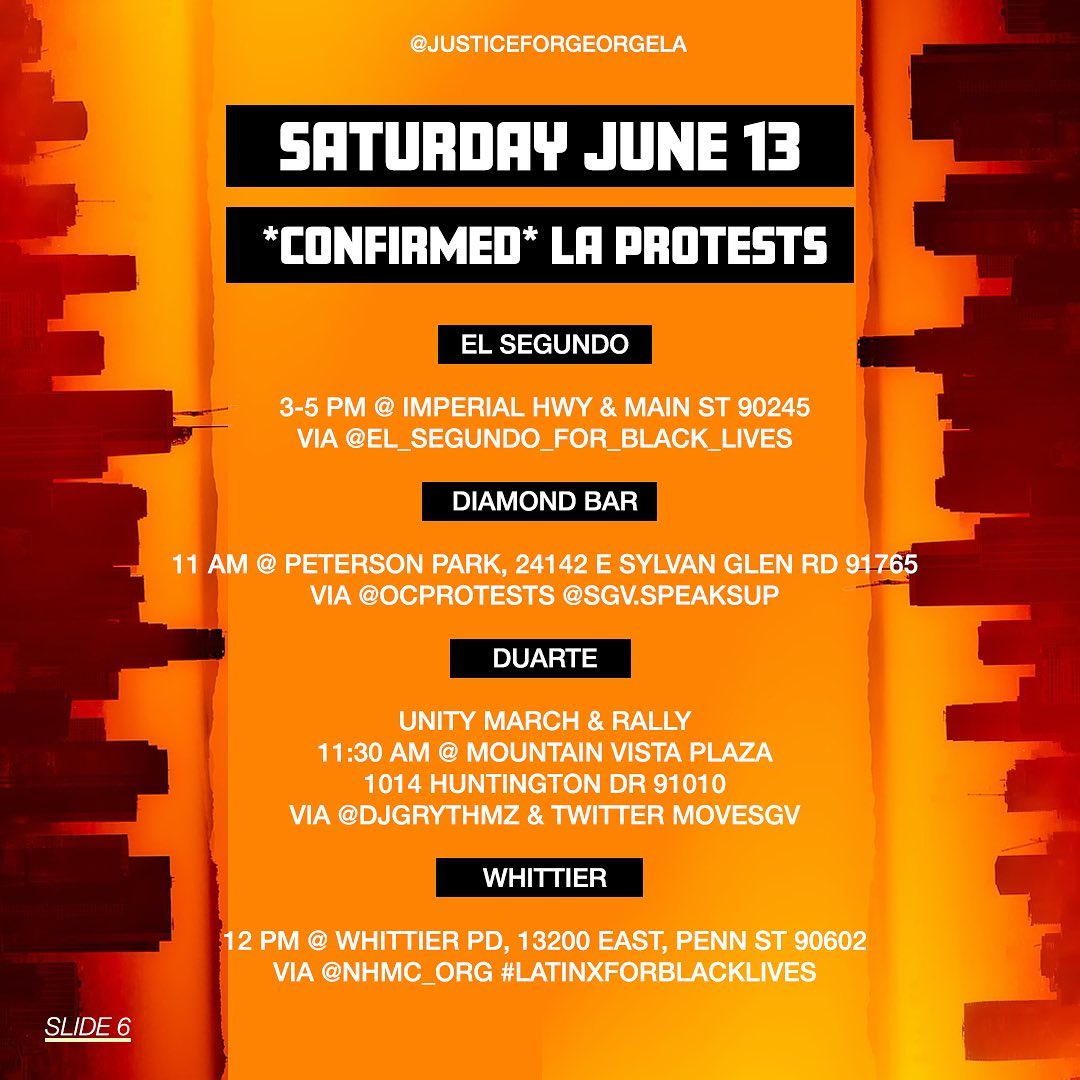 @JUSTICEFORGEORGELA
SATURDAY JUNE 13
*CONFIRMED* LA PROTESTS
EL SEGUNDO
3-5 PM @ IMPERIAL HWY & MAIN ST 90245
VIA @EL_SEGUNDO_FOR_BLACK_LIVES
DIAMOND BAR
11 AM @ PETERSON PARK, 24142 E SYLVAN GLEN RD 91765
VIA @OCPROTESTS @SGV.SPEAKSUP
DUARTE
UNITY MARCH & RALLY
11:30 AM @ MOUNTAIN VISTA PLAZA
1014 HUNTINGTON DR 91010
VIA @DJGRYTHMZ & TWITTER MOVESGV
WHITTIER
12 PM @ WHITTIER PD, 13200 EAST, PENN ST 90602
VIA @NHMC_ORG #LATINXFORBLACKLIVES
SLIDE 6